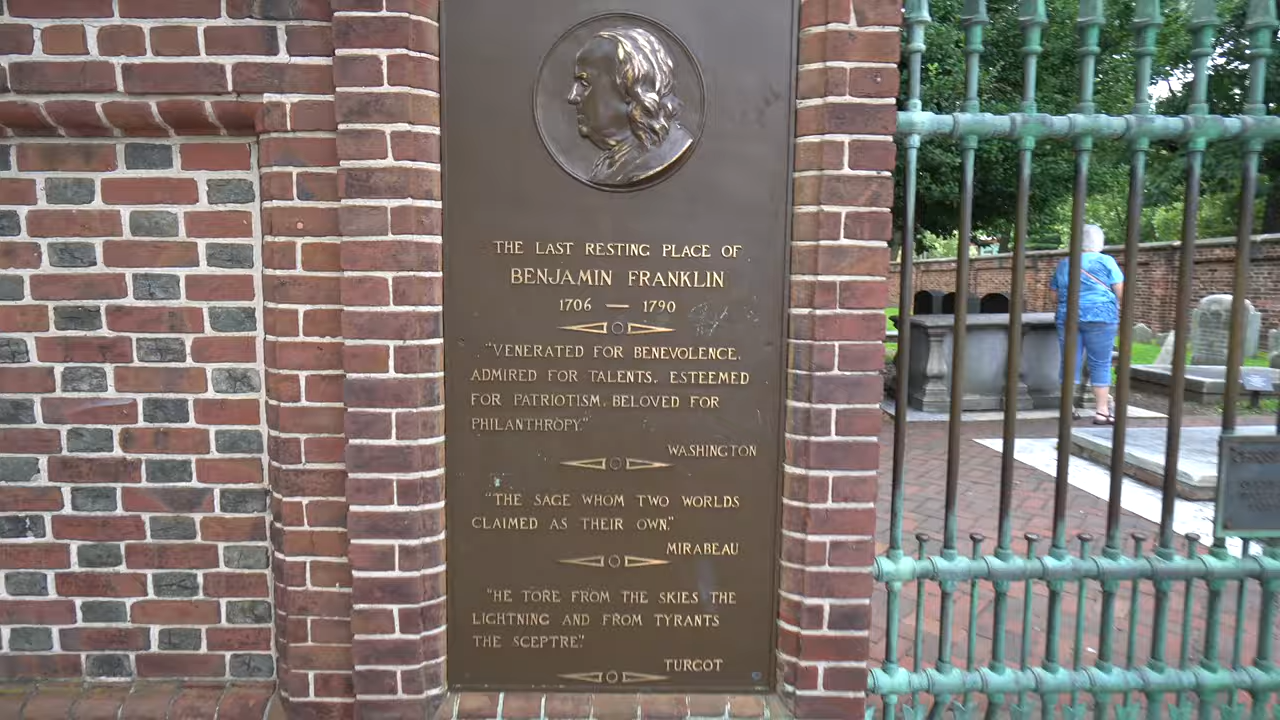 THE LAST RESTING PLACE OF
BENJAMIN FRANKLIN
1706 — 1790
"VENERATED FOR BENEVOLENCE,
ADMIRED FOR TALENTS, ESTEEMED
FOR PATRIOTISM, BELOVED FOR
PHILANTHROPY."
WASHINGTON
"THE SAGE WHOM TWO WORLDS
CLAIMED AS THEIR OWN."
MIRABEAU
"HE TORE FROM THE SKIES THE
LIGHTNING AND FROM TYRANTS
THE SCEPTRE."
TURGOT